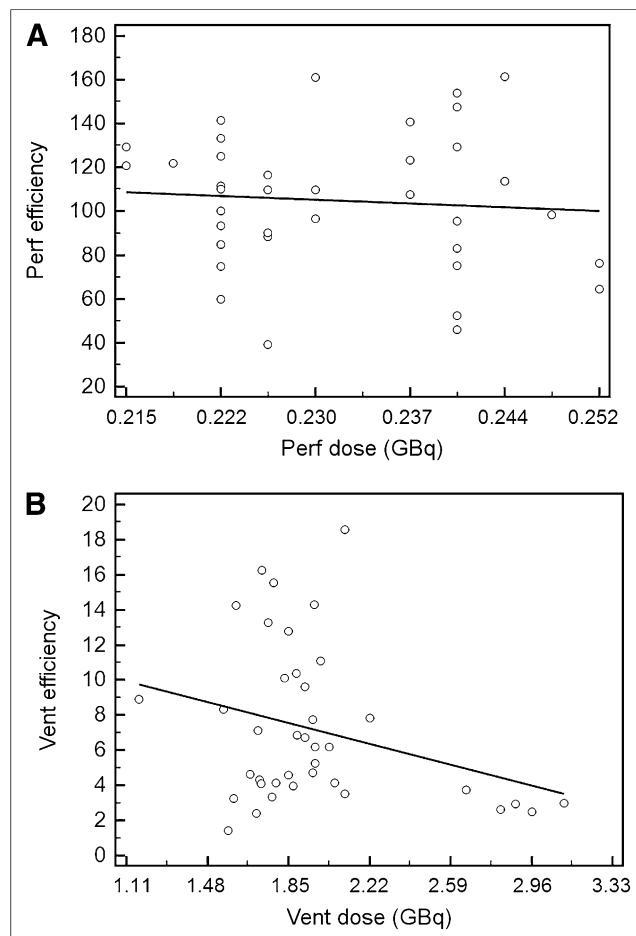 A
180
160
140
120
100
80
60
40
20
Perf efficiency
0.215 0.222 0.230 0.237 0.244 0.252
Perf dose (GBq)
B
20
18
16
14
12
10
8
6
4
2
0
Vent efficiency
1.11 1.48 1.85 2.22 2.59 2.96 3.33
Vent dose (GBq)